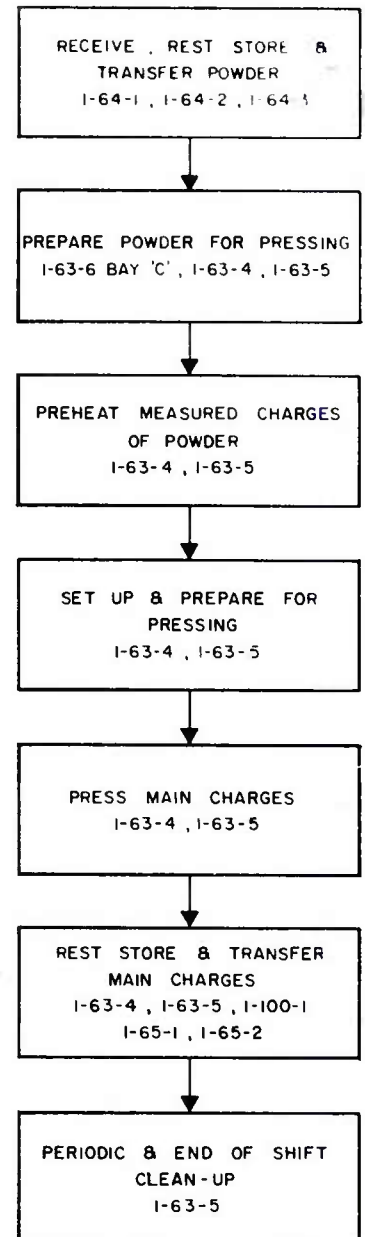 RECEIVE , REST STORE &
TRANSFER POWDER
1-64-1 , 1-64-2 , 1-64-3
PREPARE POWDER FOR PRESSING
1-63-6 BAY 'C' , 1-63-4 , 1-63-5
PREHEAT MEASURED CHARGES
OF POWDER
1-63-4 , 1-63-5
SET UP & PREPARE FOR
PRESSING
1-63-4 , 1-63-5
PRESS MAIN CHARGES
1-63-4 , 1-63-5
REST STORE & TRANSFER
MAIN CHARGES
1-63-4 , 1-63-5 , 1-100-1
1-65-1 , 1-65-2
PERIODIC & END OF SHIFT
CLEAN-UP
1-63-5